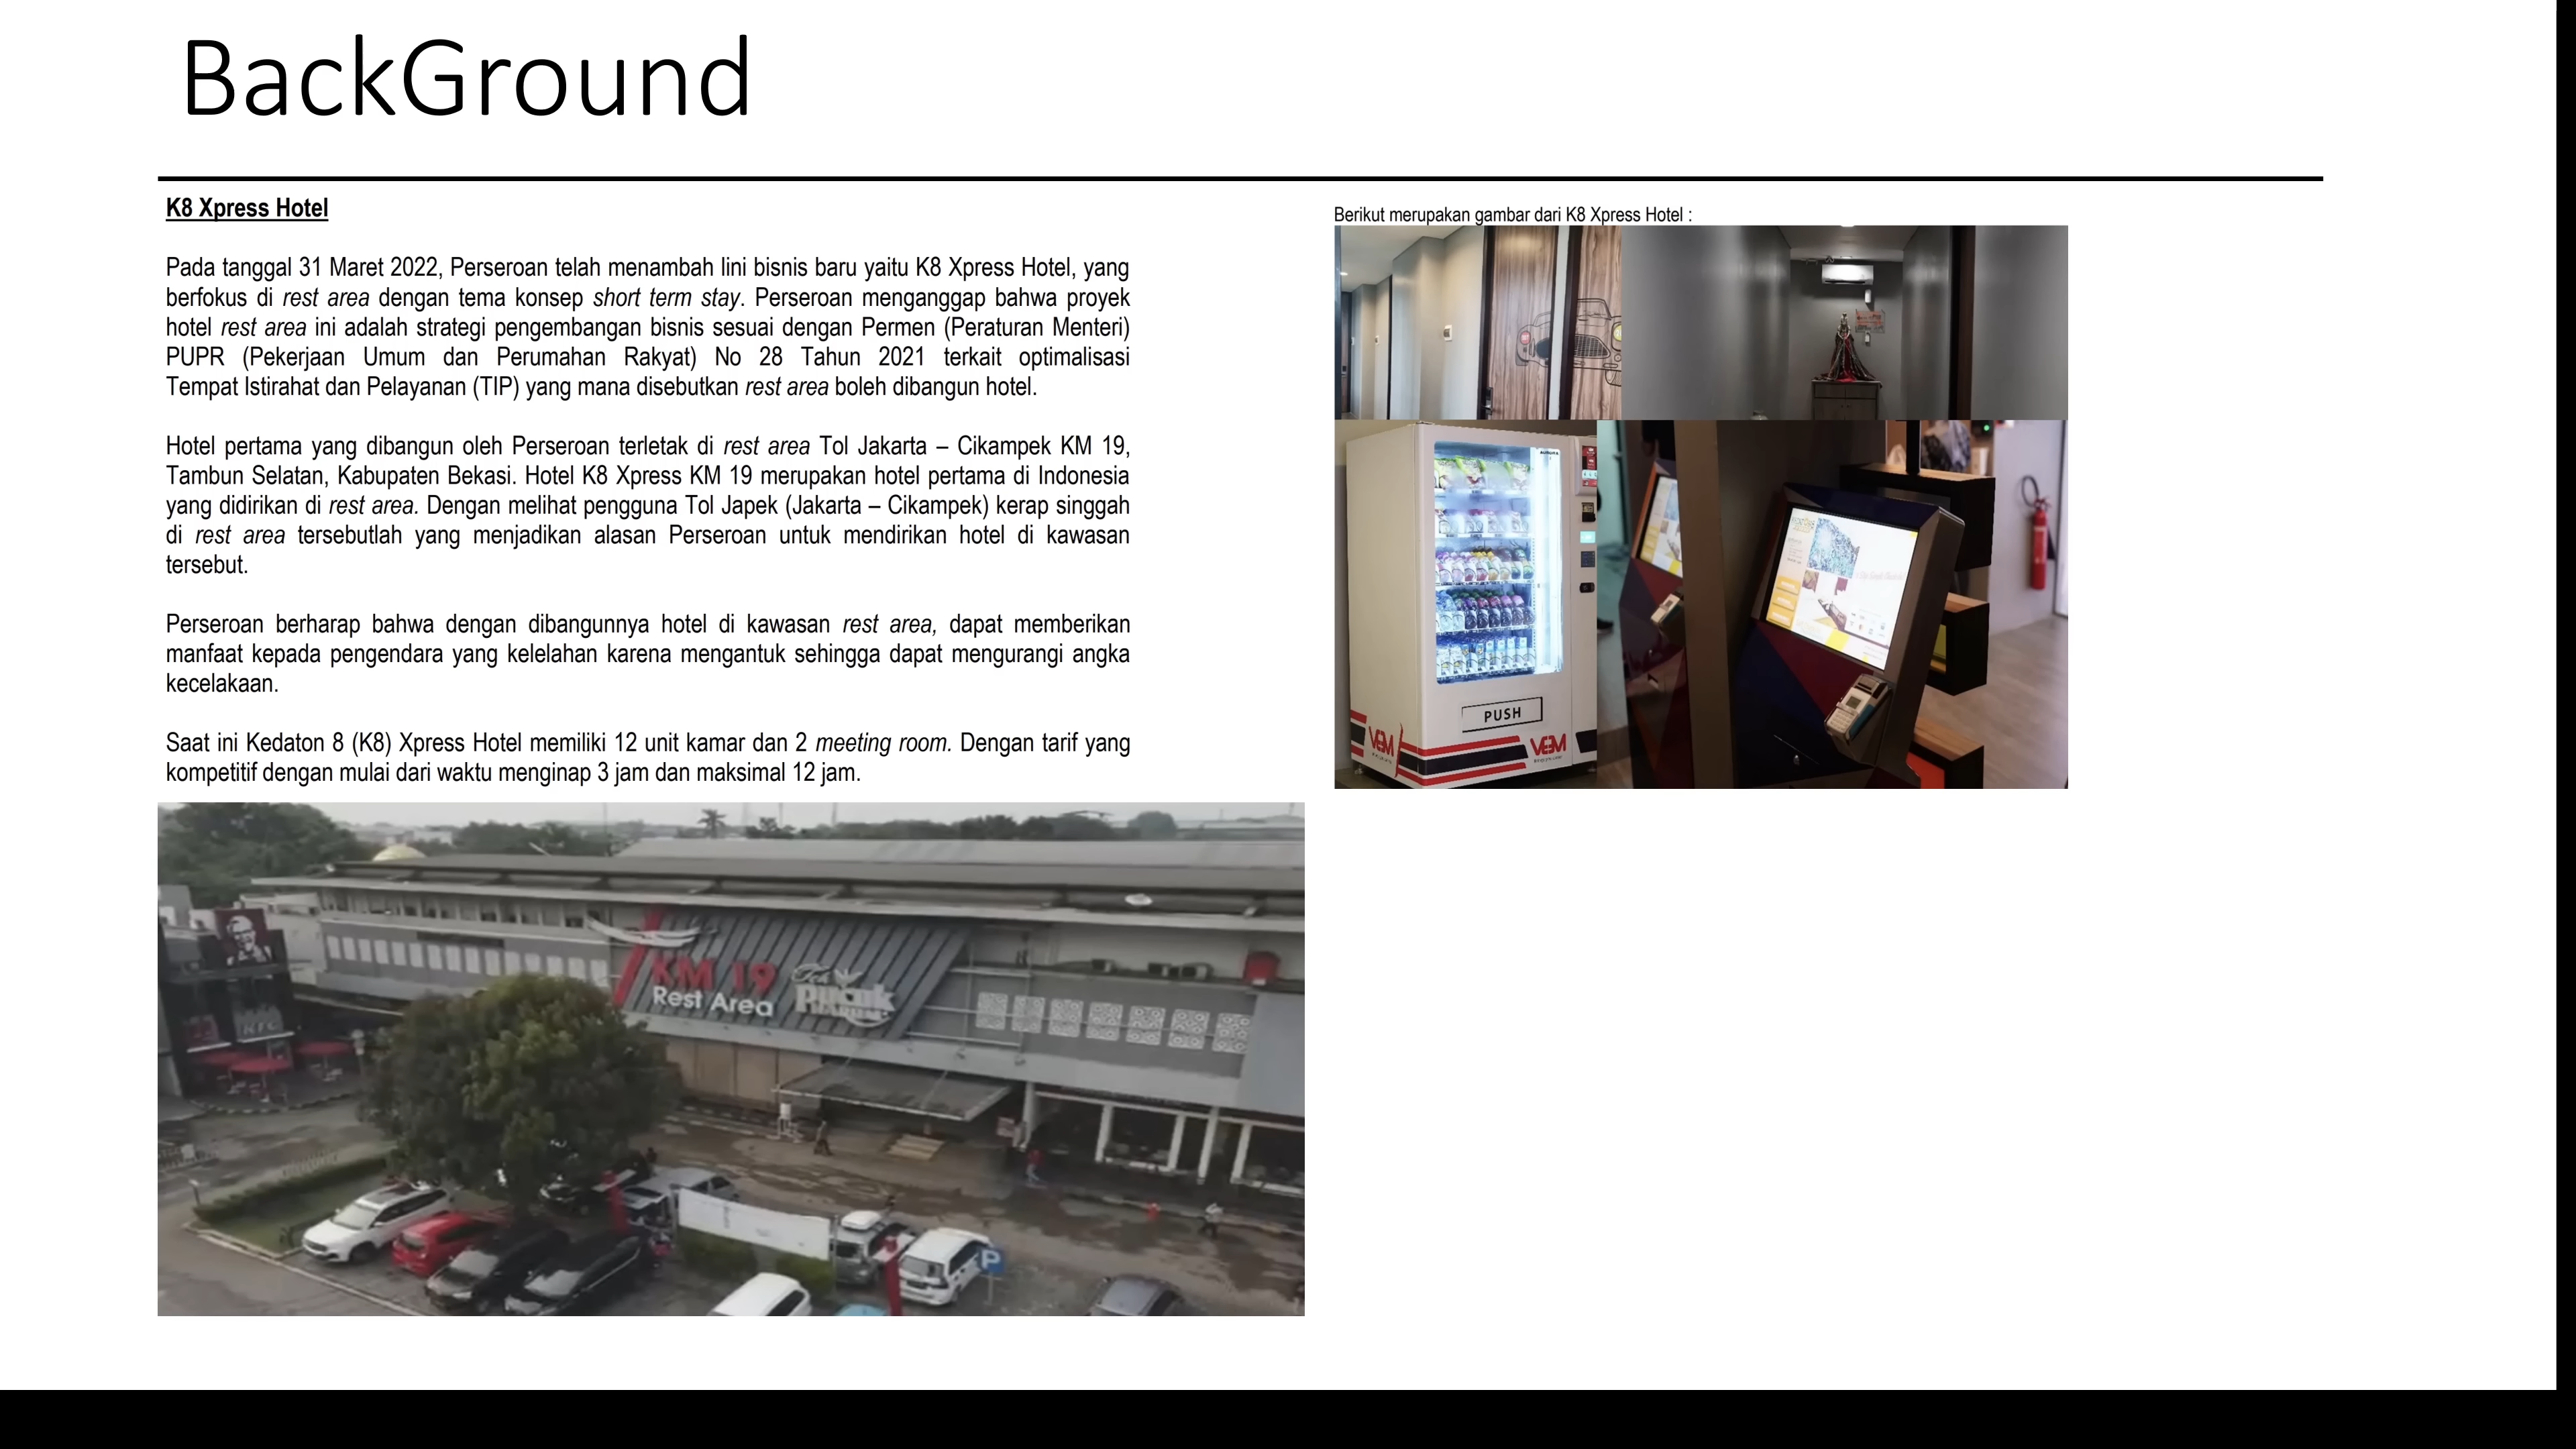 BackGround
K8 Xpress Hotel
Pada tanggal 31 Maret 2022, Perseroan telah menambah lini bisnis baru yaitu K8 Xpress Hotel, yang
berfokus di rest area dengan tema konsep short term stay. Perseroan menganggap bahwa proyek
hotel rest area ini adalah strategi pengembangan bisnis sesuai dengan Permen (Peraturan Menteri)
PUPR (Pekerjaan Umum dan Perumahan Rakyat) No 28 Tahun 2021 terkait optimalisasi
Tempat Istirahat dan Pelayanan (TIP) yang mana disebutkan rest area boleh dibangun hotel.
Hotel pertama yang dibangun oleh Perseroan terletak di rest area Tol Jakarta – Cikampek KM 19,
Tambun Selatan, Kabupaten Bekasi. Hotel K8 Xpress KM 19 merupakan hotel pertama di Indonesia
yang didirikan di rest area. Dengan melihat pengguna Tol Japek (Jakarta – Cikampek) kerap singgah
di rest area tersebutlah yang menjadikan alasan Perseroan untuk mendirikan hotel di kawasan
tersebut.
Perseroan berharap bahwa dengan dibangunnya hotel di kawasan rest area, dapat memberikan
manfaat kepada pengendara yang kelelahan karena mengantuk sehingga dapat mengurangi angka
kecelakaan.
Saat ini Kedaton 8 (K8) Xpress Hotel memiliki 12 unit kamar dan 2 meeting room. Dengan tarif yang
kompetitif dengan mulai dari waktu menginap 3 jam dan maksimal 12 jam.
KM 19
Rest Area
Teh
Pucuk
KFC
P
Berikut merupakan gambar dari K8 Xpress Hotel :
PUSH
VEM
VEM